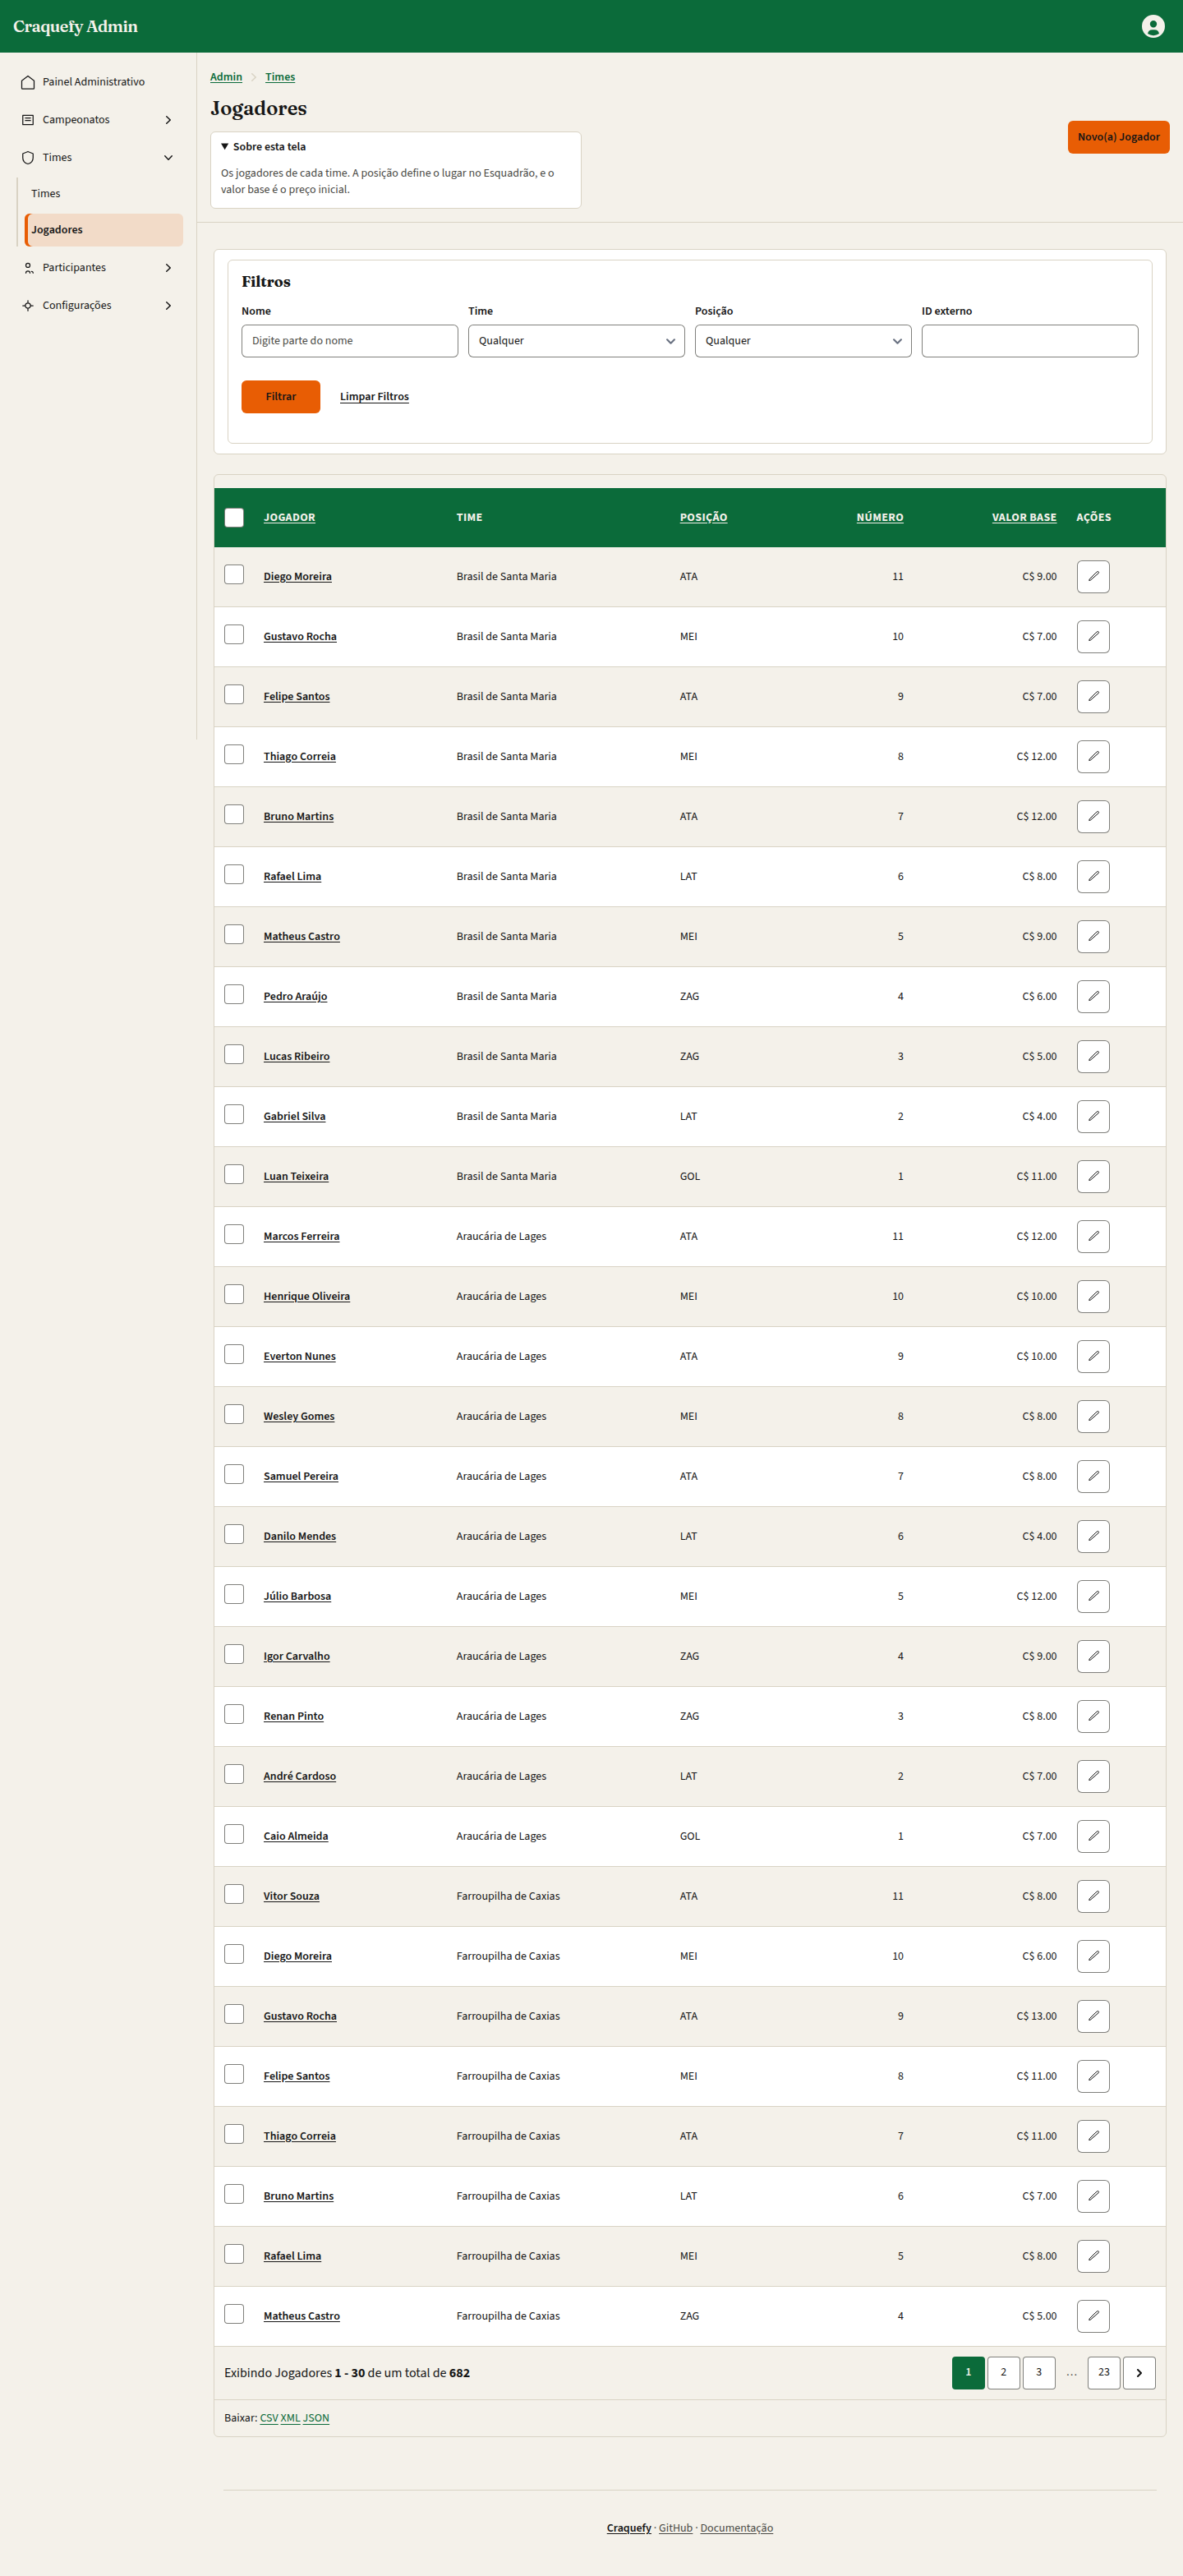 Craquefy Admin
Painel Administrativo
Campeonatos
Times
Times
Jogadores
Participantes
Configurações
Admin Times
Jogadores
▼ Sobre esta tela
Os jogadores de cada time. A posição define o lugar no Esquadrão, e o
valor base é o preço inicial.
Novo(a) Jogador
Filtros
Nome Time Posição ID externo
Digite parte do nome Qualquer Qualquer
Filtrar Limpar Filtros
JOGADOR TIME POSIÇÃO NÚMERO VALOR BASE AÇÕES
Diego Moreira Brasil de Santa Maria ATA 11 C$ 9.00
Gustavo Rocha Brasil de Santa Maria MEI 10 C$ 7.00
Felipe Santos Brasil de Santa Maria ATA 9 C$ 7.00
Thiago Correia Brasil de Santa Maria MEI 8 C$ 12.00
Bruno Martins Brasil de Santa Maria ATA 7 C$ 12.00
Rafael Lima Brasil de Santa Maria LAT 6 C$ 8.00
Matheus Castro Brasil de Santa Maria MEI 5 C$ 9.00
Pedro Araújo Brasil de Santa Maria ZAG 4 C$ 6.00
Lucas Ribeiro Brasil de Santa Maria ZAG 3 C$ 5.00
Gabriel Silva Brasil de Santa Maria LAT 2 C$ 4.00
Luan Teixeira Brasil de Santa Maria GOL 1 C$ 11.00
Marcos Ferreira Araucária de Lages ATA 11 C$ 12.00
Henrique Oliveira Araucária de Lages MEI 10 C$ 10.00
Everton Nunes Araucária de Lages ATA 9 C$ 10.00
Wesley Gomes Araucária de Lages MEI 8 C$ 8.00
Samuel Pereira Araucária de Lages ATA 7 C$ 8.00
Danilo Mendes Araucária de Lages LAT 6 C$ 4.00
Júlio Barbosa Araucária de Lages MEI 5 C$ 12.00
Igor Carvalho Araucária de Lages ZAG 4 C$ 9.00
Renan Pinto Araucária de Lages ZAG 3 C$ 8.00
André Cardoso Araucária de Lages LAT 2 C$ 7.00
Caio Almeida Araucária de Lages GOL 1 C$ 7.00
Vitor Souza Farroupilha de Caxias ATA 11 C$ 8.00
Diego Moreira Farroupilha de Caxias MEI 10 C$ 6.00
Gustavo Rocha Farroupilha de Caxias ATA 9 C$ 13.00
Felipe Santos Farroupilha de Caxias MEI 8 C$ 11.00
Thiago Correia Farroupilha de Caxias ATA 7 C$ 11.00
Bruno Martins Farroupilha de Caxias LAT 6 C$ 7.00
Rafael Lima Farroupilha de Caxias MEI 5 C$ 8.00
Matheus Castro Farroupilha de Caxias ZAG 4 C$ 5.00
Exibindo Jogadores 1 - 30 de um total de 682 1 2 3 … 23
Baixar: CSV XML JSON
Craquefy · GitHub · Documentação